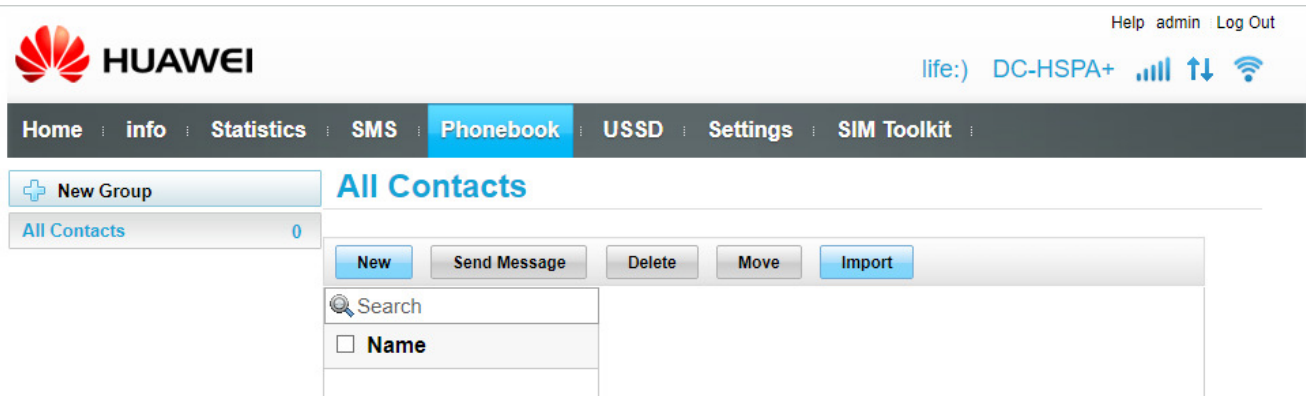 Help admin Log Out
HUAWEI
life:) DC-HSPA+
Home info Statistics SMS Phonebook USSD Settings SIM Toolkit
New Group
All Contacts 0
All Contacts
New Send Message Delete Move Import
Search
Name